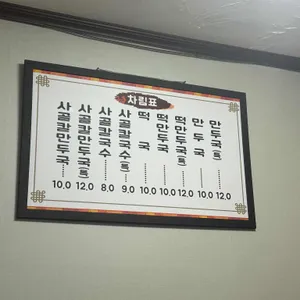 차림표
사골칼만두국 10.0
사골칼만두국(특) 12.0
사골칼국수 8.0
사골칼국수(특) 9.0
떡국 10.0
떡만두국 10.0
떡만두국(특) 12.0
만두국 10.0
만두국(특) 12.0